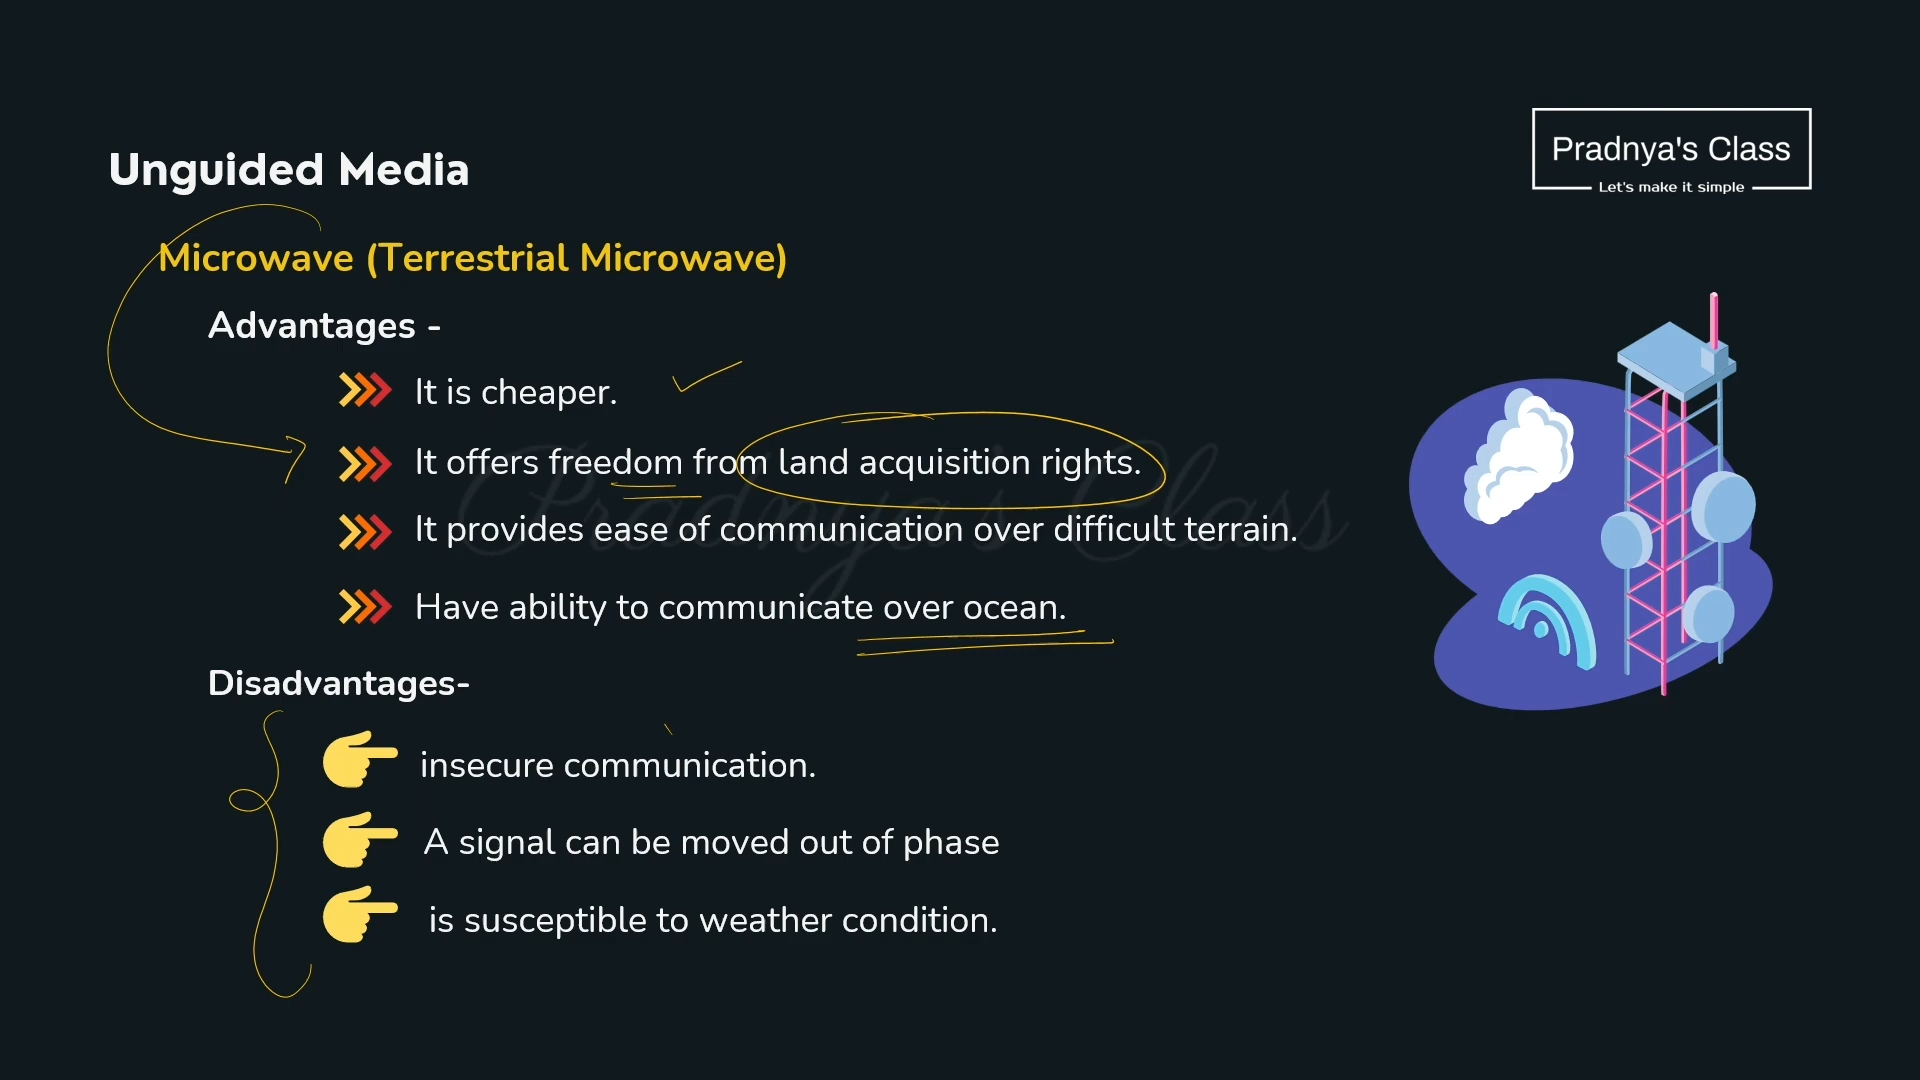 Pradnya's Class
Let's make it simple
Unguided Media
Microwave (Terrestrial Microwave)
Advantages -
It is cheaper.
It offers freedom from land acquisition rights.
It provides ease of communication over difficult terrain.
Have ability to communicate over ocean.
Pradnya's Class
Disadvantages-
insecure communication.
A signal can be moved out of phase
is susceptible to weather condition.